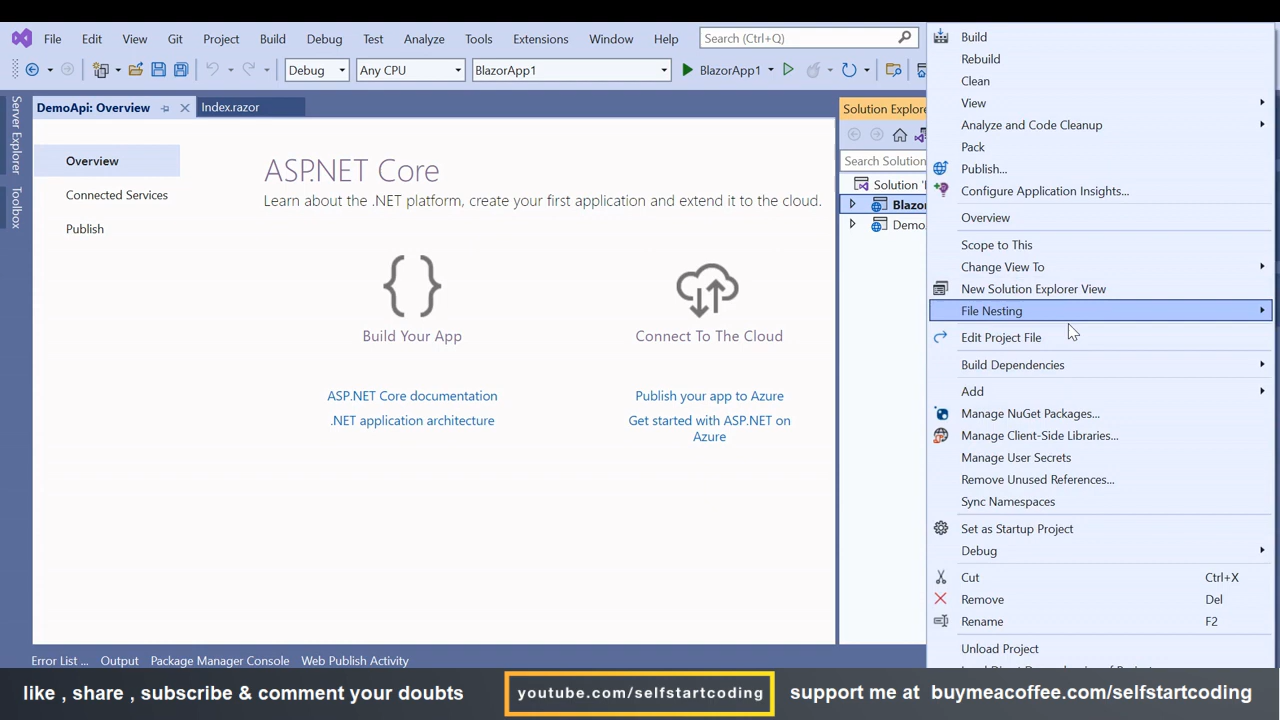 File Edit View Git Project Build Debug Test Analyze Tools Extensions Window Help Search (Ctrl+Q)
Debug Any CPU BlazorApp1 BlazorApp1
Server Explorer
Toolbox
DemoApi: Overview Index.razor
Overview
Connected Services
Publish
ASP.NET Core
Learn about the .NET platform, create your first application and extend it to the cloud.
Build Your App
ASP.NET Core documentation
.NET application architecture
Connect To The Cloud
Publish your app to Azure
Get started with ASP.NET on
Azure
Solution Explore
Search Solution
Solution '
Blazor
Demo
Build
Rebuild
Clean
View
Analyze and Code Cleanup
Pack
Publish...
Configure Application Insights...
Overview
Scope to This
Change View To
New Solution Explorer View
File Nesting
Edit Project File
Build Dependencies
Add
Manage NuGet Packages...
Manage Client-Side Libraries...
Manage User Secrets
Remove Unused References...
Sync Namespaces
Set as Startup Project
Debug
Cut Ctrl+X
Remove Del
Rename F2
Unload Project
Error List ... Output Package Manager Console Web Publish Activity
like , share , subscribe & comment your doubts
youtube.com/selfstartcoding
support me at buymeacoffee.com/selfstartcoding